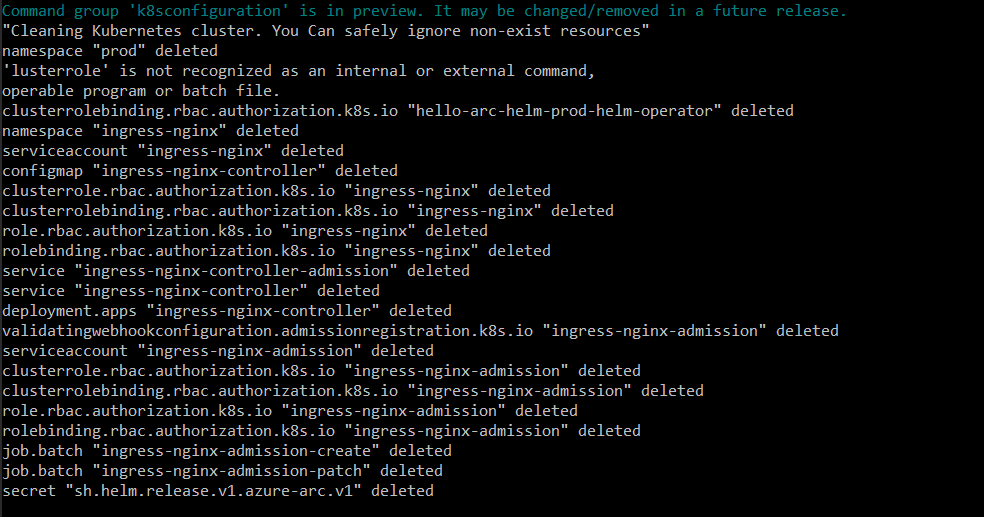 Command group 'k8sconfiguration' is in preview. It may be changed/removed in a future release.
"Cleaning Kubernetes cluster. You Can safely ignore non-exist resources"
namespace "prod" deleted
'lusterrole' is not recognized as an internal or external command,
operable program or batch file.
clusterrolebinding.rbac.authorization.k8s.io "hello-arc-helm-prod-helm-operator" deleted
namespace "ingress-nginx" deleted
serviceaccount "ingress-nginx" deleted
configmap "ingress-nginx-controller" deleted
clusterrole.rbac.authorization.k8s.io "ingress-nginx" deleted
clusterrolebinding.rbac.authorization.k8s.io "ingress-nginx" deleted
role.rbac.authorization.k8s.io "ingress-nginx" deleted
rolebinding.rbac.authorization.k8s.io "ingress-nginx" deleted
service "ingress-nginx-controller-admission" deleted
service "ingress-nginx-controller" deleted
deployment.apps "ingress-nginx-controller" deleted
validatingwebhookconfiguration.admissionregistration.k8s.io "ingress-nginx-admission" deleted
serviceaccount "ingress-nginx-admission" deleted
clusterrole.rbac.authorization.k8s.io "ingress-nginx-admission" deleted
clusterrolebinding.rbac.authorization.k8s.io "ingress-nginx-admission" deleted
role.rbac.authorization.k8s.io "ingress-nginx-admission" deleted
rolebinding.rbac.authorization.k8s.io "ingress-nginx-admission" deleted
job.batch "ingress-nginx-admission-create" deleted
job.batch "ingress-nginx-admission-patch" deleted
secret "sh.helm.release.v1.azure-arc.v1" deleted